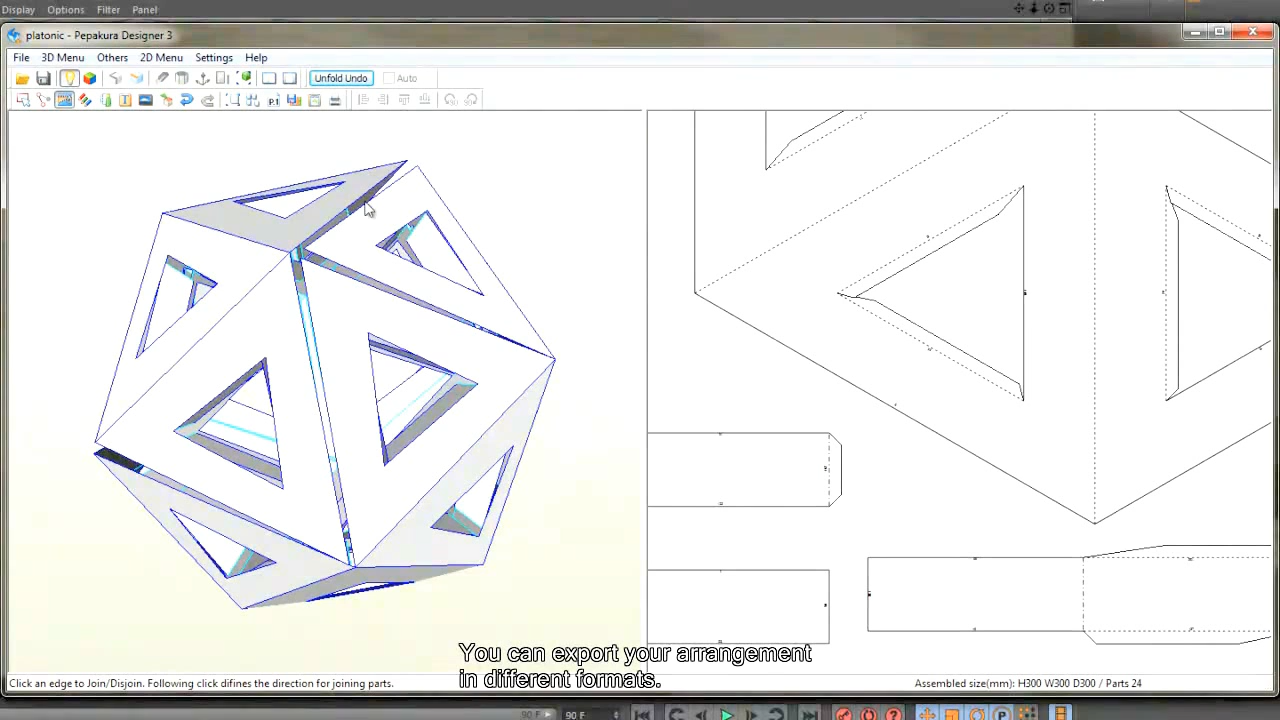 Display Options Filter Panel
platonic - Pepakura Designer 3
File 3D Menu Others 2D Menu Settings Help
Unfold Undo Auto
You can export your arrangement
in different formats.
Click an edge to Join/Disjoin. Following click difines the direction for joining parts.
Assembled size(mm): H300 W300 D300 / Parts 24
90 F
90 F